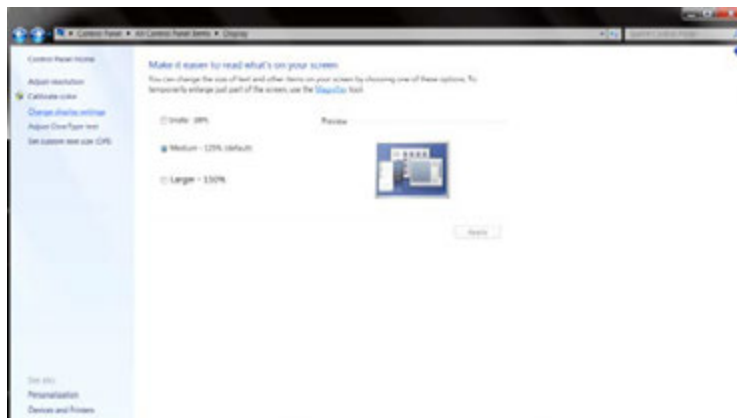 Control Panel ▸ All Control Panel Items ▸ Display
Search Control Panel
Control Panel Home
Adjust resolution
Calibrate color
Change display settings
Adjust ClearType text
Set custom text size (DPI)
Make it easier to read what's on your screen
You can change the size of text and other items on your screen by choosing one of these options. To
temporarily enlarge just part of the screen, use the Magnifier tool.
Preview
Medium - 125% (default)
Larger - 150%
Apply
See also
Personalization
Devices and Printers